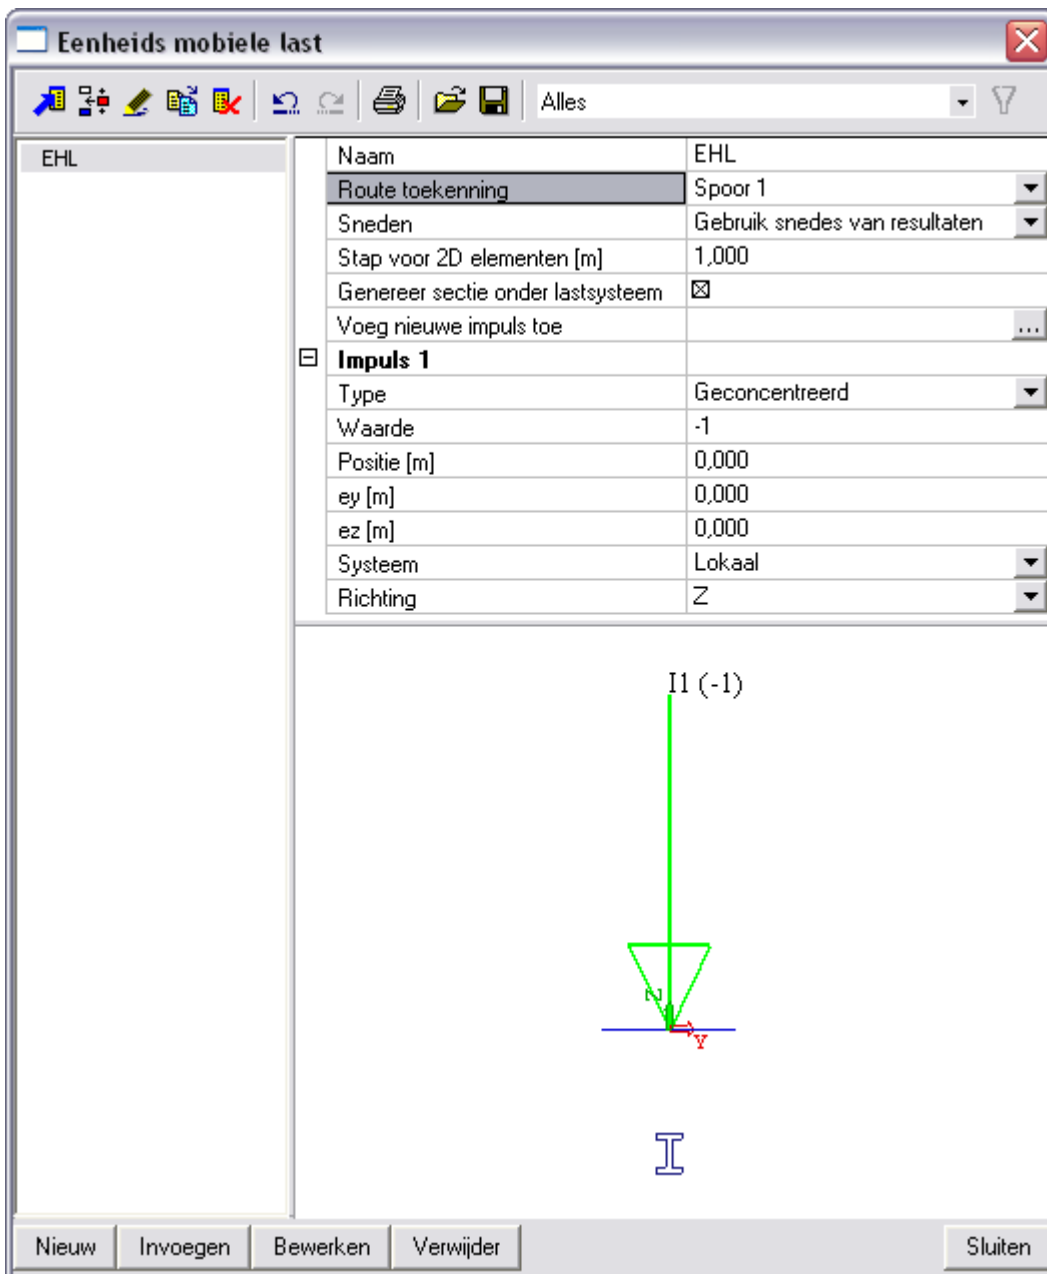 Eenheids mobiele last
Alles
EHL
Naam EHL
Route toekenning Spoor 1
Sneden Gebruik snedes van resultaten
Stap voor 2D elementen [m] 1,000
Genereer sectie onder lastsysteem
Voeg nieuwe impuls toe ...
Impuls 1
Type Geconcentreerd
Waarde -1
Positie [m] 0,000
ey [m] 0,000
ez [m] 0,000
Systeem Lokaal
Richting Z
I1 (-1)
Z
Y
Nieuw Invoegen Bewerken Verwijder Sluiten